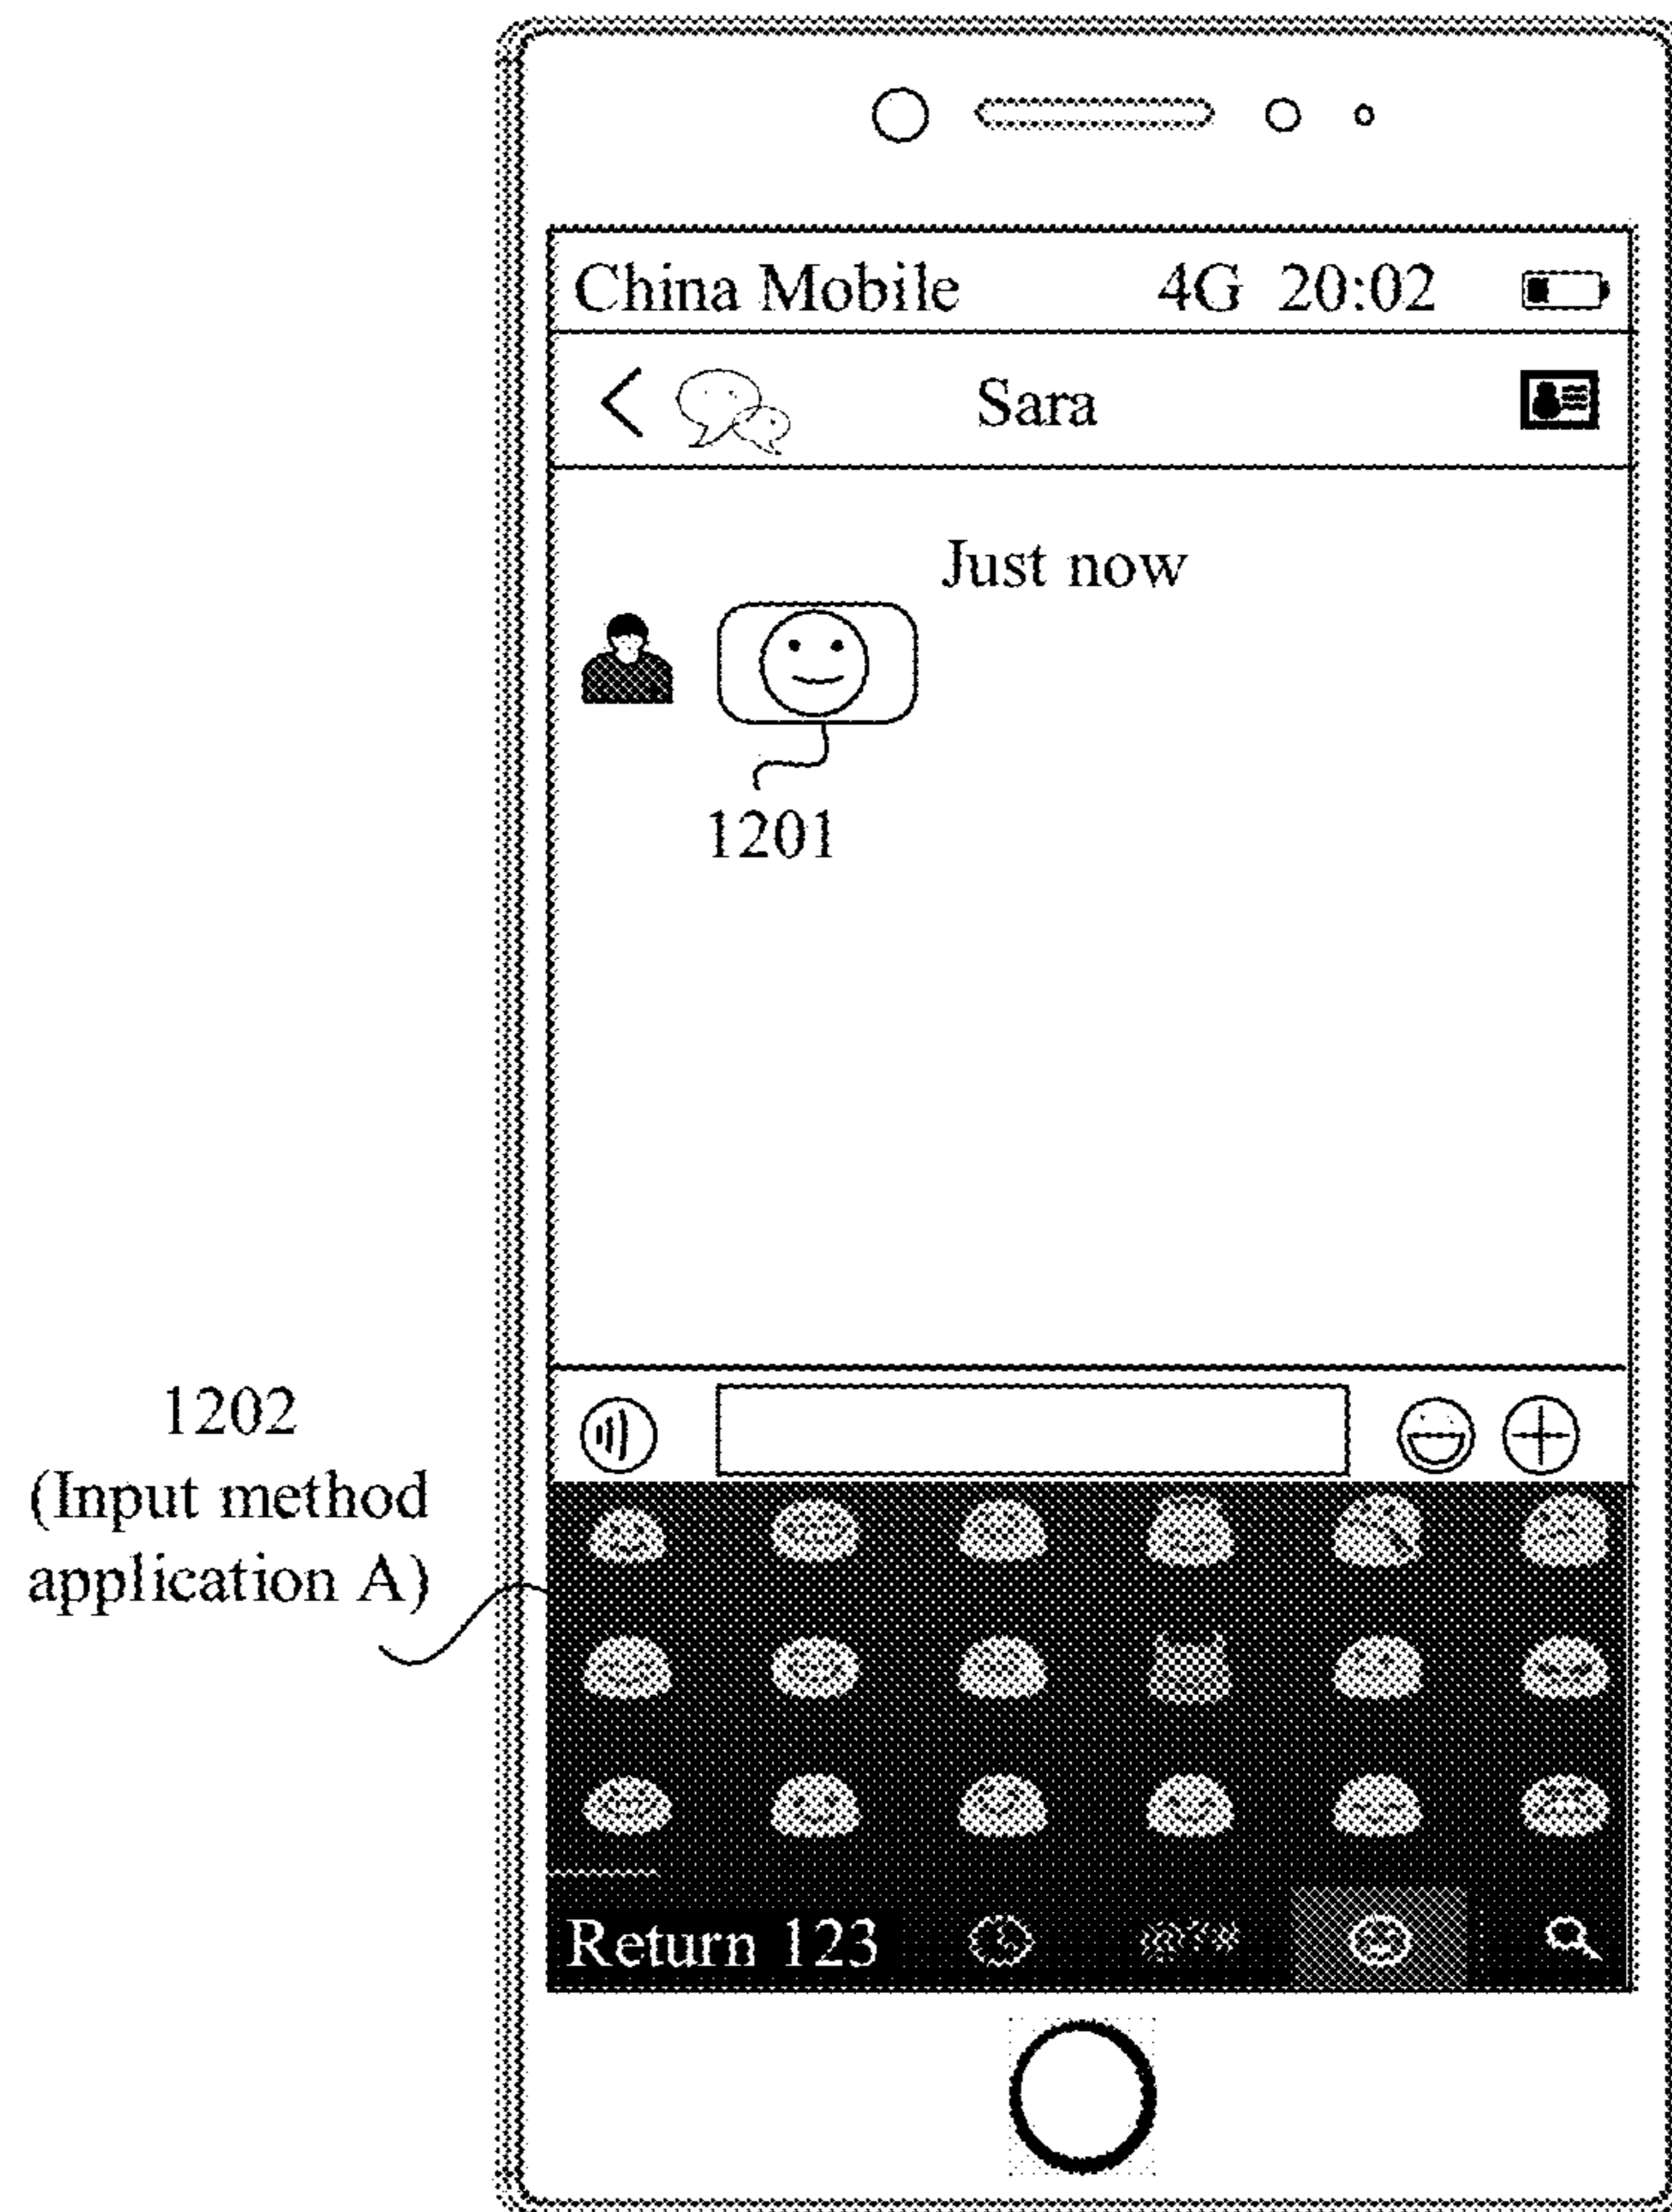 China Mobile 4G 20:02
Sara
Just now
1201
1202
(Input method
application A)
Return 123